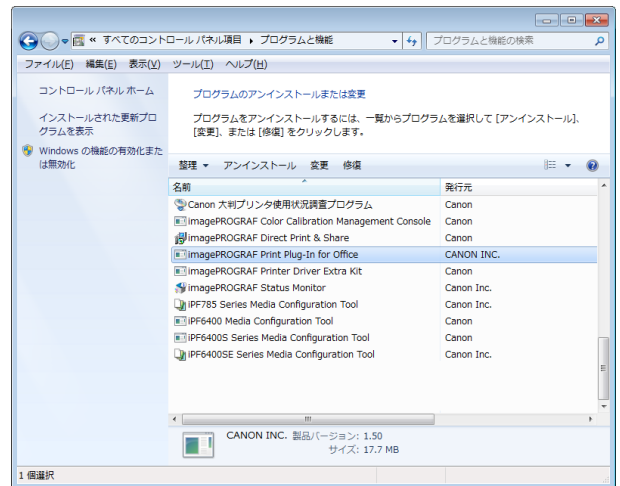 « すべてのコントロール パネル項目 ▸ プログラムと機能
プログラムと機能の検索
ファイル(F) 編集(E) 表示(V) ツール(T) ヘルプ(H)
コントロール パネル ホーム
インストールされた更新プロ
グラムを表示
Windows の機能の有効化また
は無効化
プログラムのアンインストールまたは変更
プログラムをアンインストールするには、一覧からプログラムを選択して [アンインストール]、
[変更]、または [修復] をクリックします。
整理 アンインストール 変更 修復
名前 発行元
Canon 大判プリンタ使用状況調査プログラム Canon
imagePROGRAF Color Calibration Management Console Canon
imagePROGRAF Direct Print & Share Canon
imagePROGRAF Print Plug-In for Office CANON INC.
imagePROGRAF Printer Driver Extra Kit Canon
imagePROGRAF Status Monitor Canon Inc.
iPF785 Series Media Configuration Tool Canon Inc.
iPF6400 Media Configuration Tool Canon
iPF6400S Series Media Configuration Tool Canon
iPF6400SE Series Media Configuration Tool Canon Inc.
CANON INC. 製品バージョン: 1.50
サイズ: 17.7 MB
1 個選択